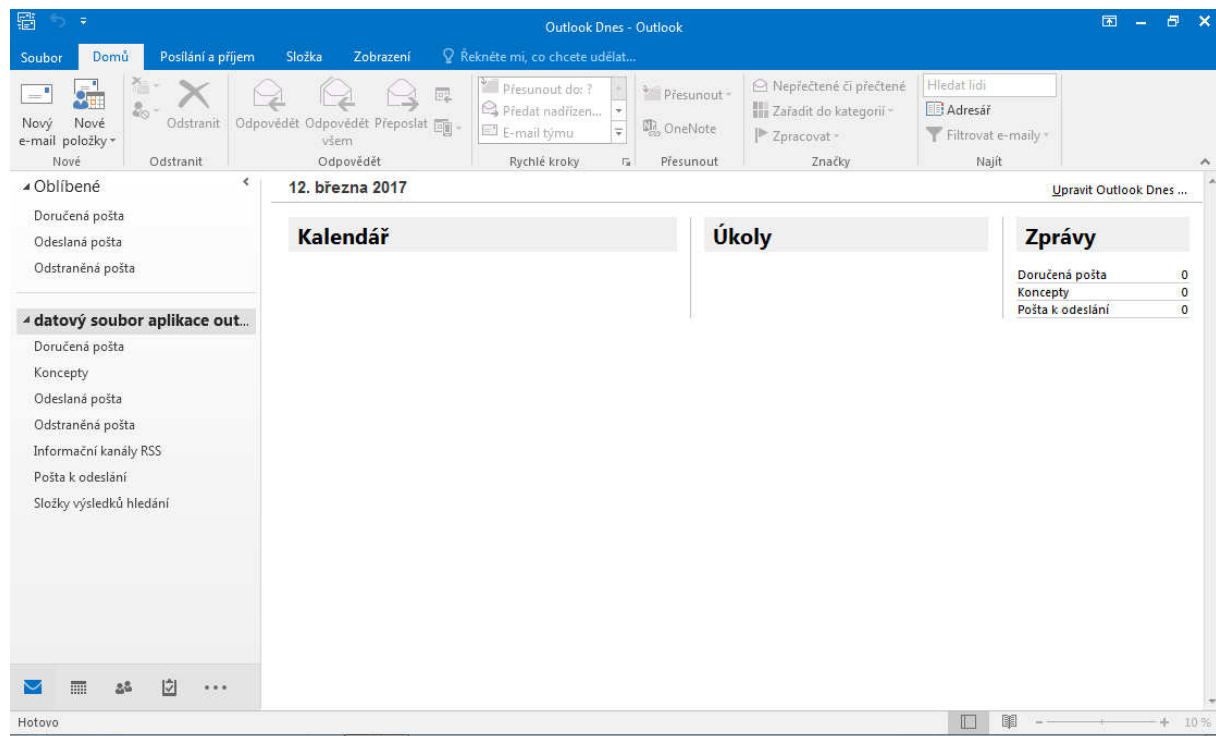 Outlook Dnes - Outlook
Soubor Domů Posílání a příjem Složka Zobrazení Řekněte mi, co chcete udělat...
Nový e-mail
Nové položky
Nové
Odstranit
Odstranit
Odpovědět
Odpovědět všem
Přeposlat
Odpovědět
Přesunout do: ?
Předat nadřízen...
E-mail týmu
Rychlé kroky
Přesunout
OneNote
Přesunout
Nepřečtené či přečtené
Zařadit do kategorií
Zpracovat
Značky
Hledat lidi
Adresář
Filtrovat e-maily
Najít
Oblíbené
Doručená pošta
Odeslaná pošta
Odstraněná pošta
datový soubor aplikace out...
Doručená pošta
Koncepty
Odeslaná pošta
Odstraněná pošta
Informační kanály RSS
Pošta k odeslání
Složky výsledků hledání
12. března 2017
Upravit Outlook Dnes ...
Kalendář
Úkoly
Zprávy
Doručená pošta 0
Koncepty 0
Pošta k odeslání 0
Hotovo
10 %